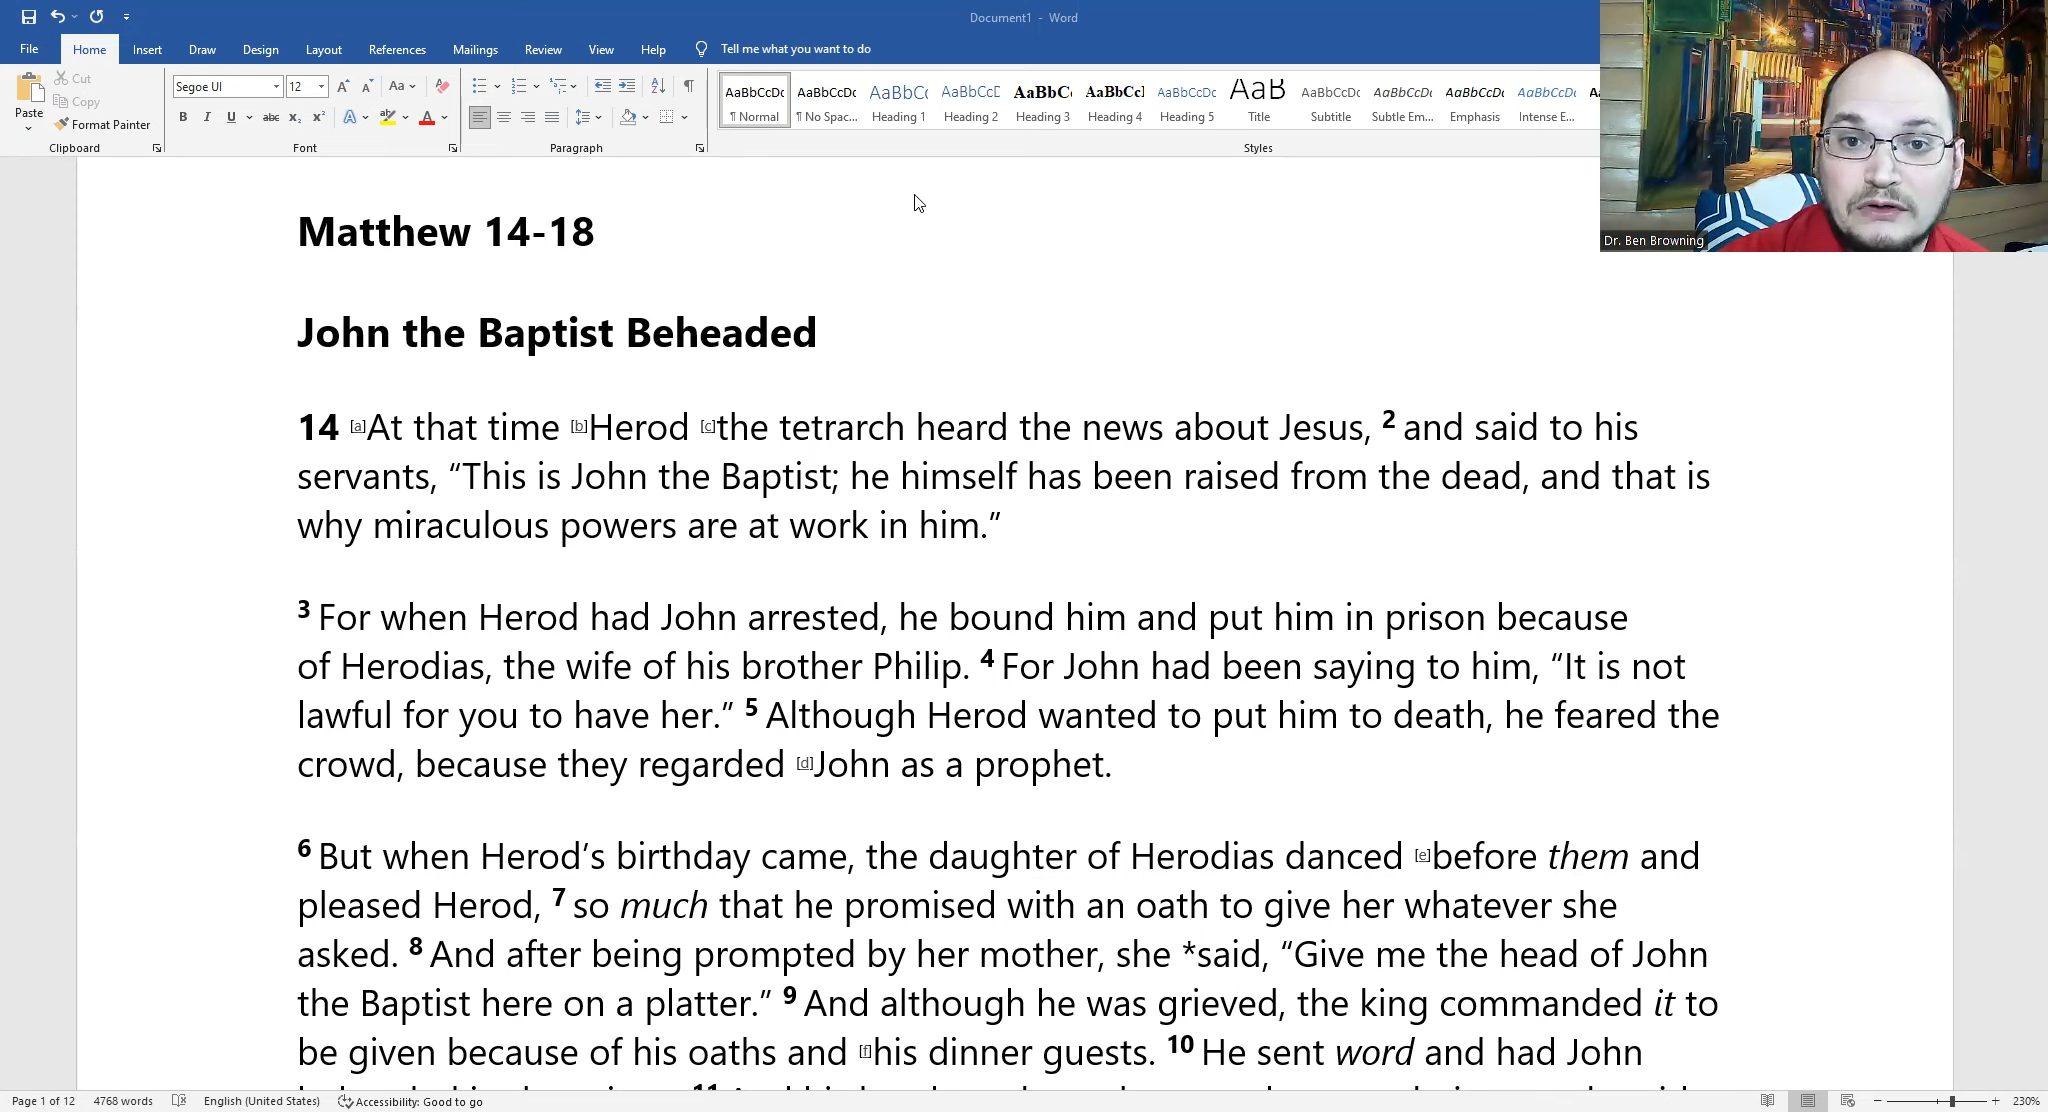 Document1 - Word
File Home Insert Draw Design Layout References Mailings Review View Help Tell me what you want to do
Paste
Cut
Copy
Format Painter
Clipboard
Segoe UI 12
Font
Paragraph
AaBbCcDc AaBbCcDc AaBbC AaBbCcD AaBbC AaBbCcI AaBbCcDc AaB AaBbCcDc AaBbCcDc AaBbCcDc AaBbCcDc
¶ Normal ¶ No Spac... Heading 1 Heading 2 Heading 3 Heading 4 Heading 5 Title Subtitle Subtle Em... Emphasis Intense E...
Styles
Dr. Ben Browning
Matthew 14-18
John the Baptist Beheaded
14 [a]At that time [b]Herod [c]the tetrarch heard the news about Jesus, 2 and said to his
servants, “This is John the Baptist; he himself has been raised from the dead, and that is
why miraculous powers are at work in him.”
3 For when Herod had John arrested, he bound him and put him in prison because
of Herodias, the wife of his brother Philip. 4 For John had been saying to him, “It is not
lawful for you to have her.” 5 Although Herod wanted to put him to death, he feared the
crowd, because they regarded [d]John as a prophet.
6 But when Herod’s birthday came, the daughter of Herodias danced [e]before them and
pleased Herod, 7 so much that he promised with an oath to give her whatever she
asked. 8 And after being prompted by her mother, she *said, “Give me the head of John
the Baptist here on a platter.” 9 And although he was grieved, the king commanded it to
be given because of his oaths and [f]his dinner guests. 10 He sent word and had John
Page 1 of 12 4768 words English (United States) Accessibility: Good to go 230%